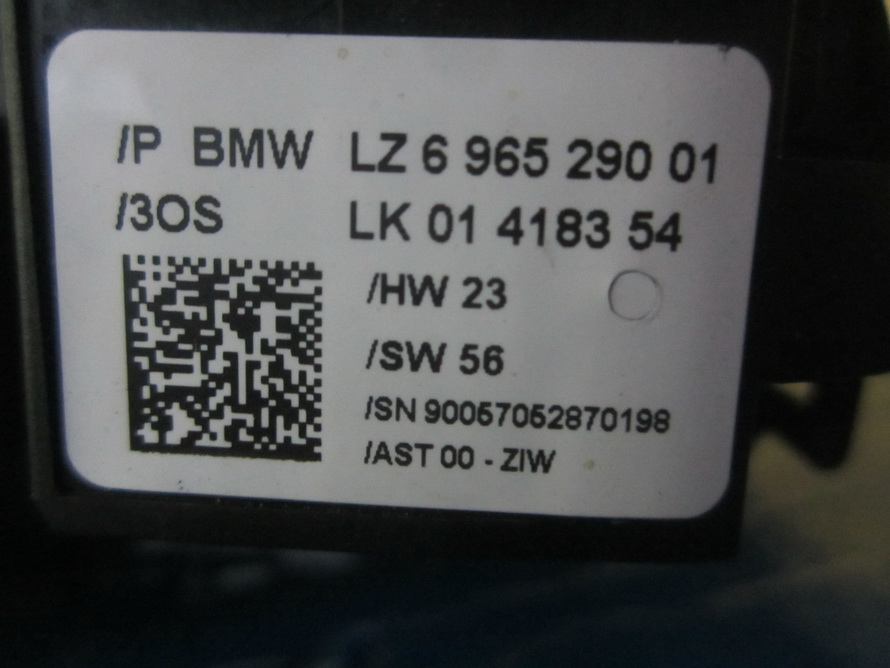 /P BMW LZ 6 965 290 01
/3OS LK 01 4183 54
/HW 23
/SW 56
/SN 90057052870198
/AST 00 - ZIW